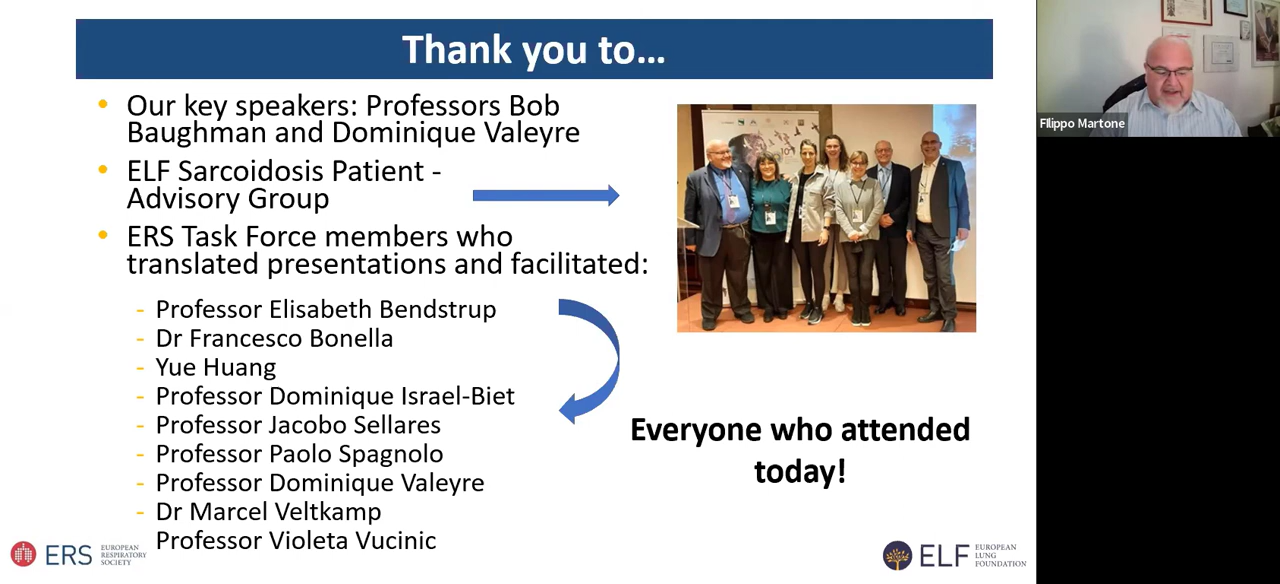 Thank you to...
• Our key speakers: Professors Bob
Baughman and Dominique Valeyre
• ELF Sarcoidosis Patient -
Advisory Group
• ERS Task Force members who
translated presentations and facilitated:
- Professor Elisabeth Bendstrup
- Dr Francesco Bonella
- Yue Huang
- Professor Dominique Israel-Biet
- Professor Jacobo Sellares
- Professor Paolo Spagnolo
- Professor Dominique Valeyre
- Dr Marcel Veltkamp
Professor Violeta Vucinic
Everyone who attended
today!
ERS EUROPEAN
RESPIRATORY
SOCIETY
ELF EUROPEAN
LUNG
FOUNDATION
FIlippo Martone